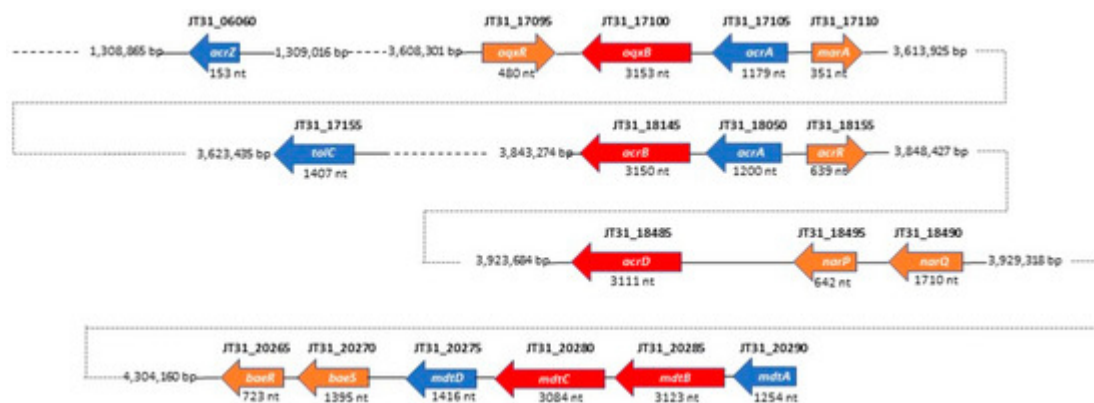 JT31_06060 JT31_17095 JT31_17100 JT31_17105 JT31_17110
1,308,865 bp acrZ 1,309,016 bp 3,608,301 bp oqxR oqxB acrA marA 3,613,925 bp
153 nt 480 nt 3153 nt 1179 nt 351 nt
JT31_17155 JT31_18145 JT31_18050 JT31_18155
3,623,435 bp tolC 3,843,274 bp acrB acrA acrR 3,848,427 bp
1407 nt 3150 nt 1200 nt 639 nt
JT31_18485 JT31_18495 JT31_18490
3,923,684 bp acrD narP narQ 3,929,318 bp
3111 nt 642 nt 1710 nt
JT31_20265 JT31_20270 JT31_20275 JT31_20280 JT31_20285 JT31_20290
4,304,160 bp baeR baeS mdtD mdtC mdtB mdtA
723 nt 1395 nt 1416 nt 3084 nt 3123 nt 1254 nt